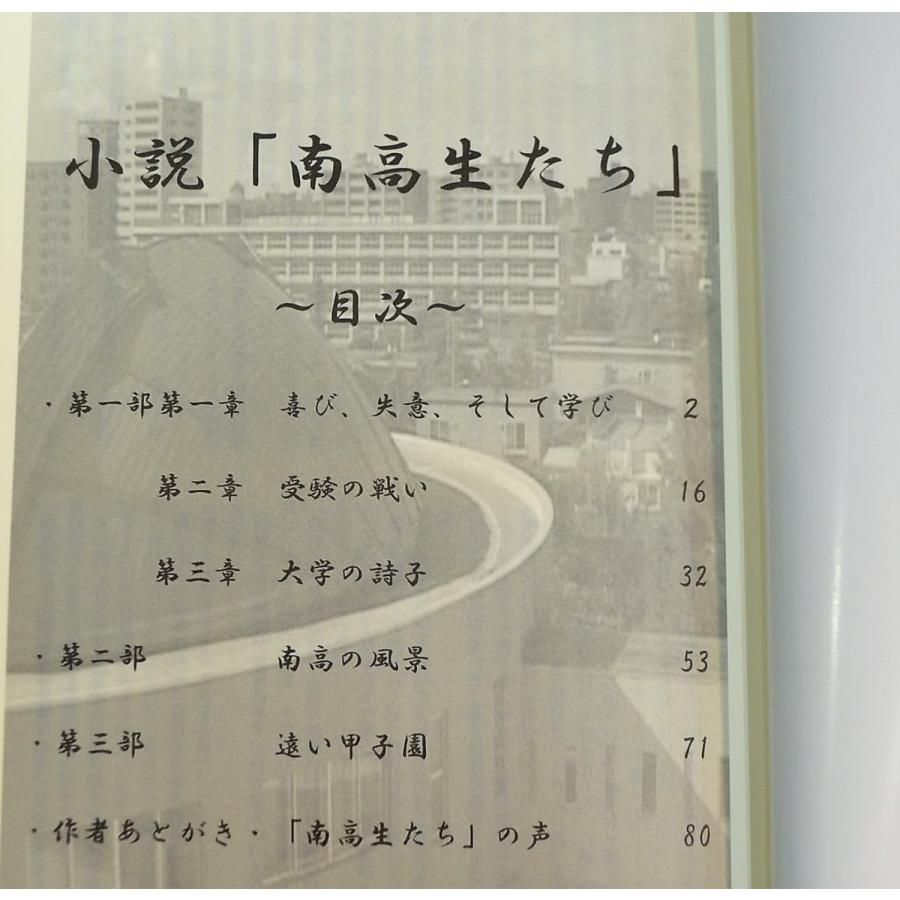 小説「南高生たち」
～目次～
・第一部第一章 喜び、失意、そして学び 2
第二章 受験の戦い 16
第三章 大学の詩子 32
・第二部 南高の風景 53
・第三部 遠い甲子園 71
・作者あとがき・「南高生たち」の声 80